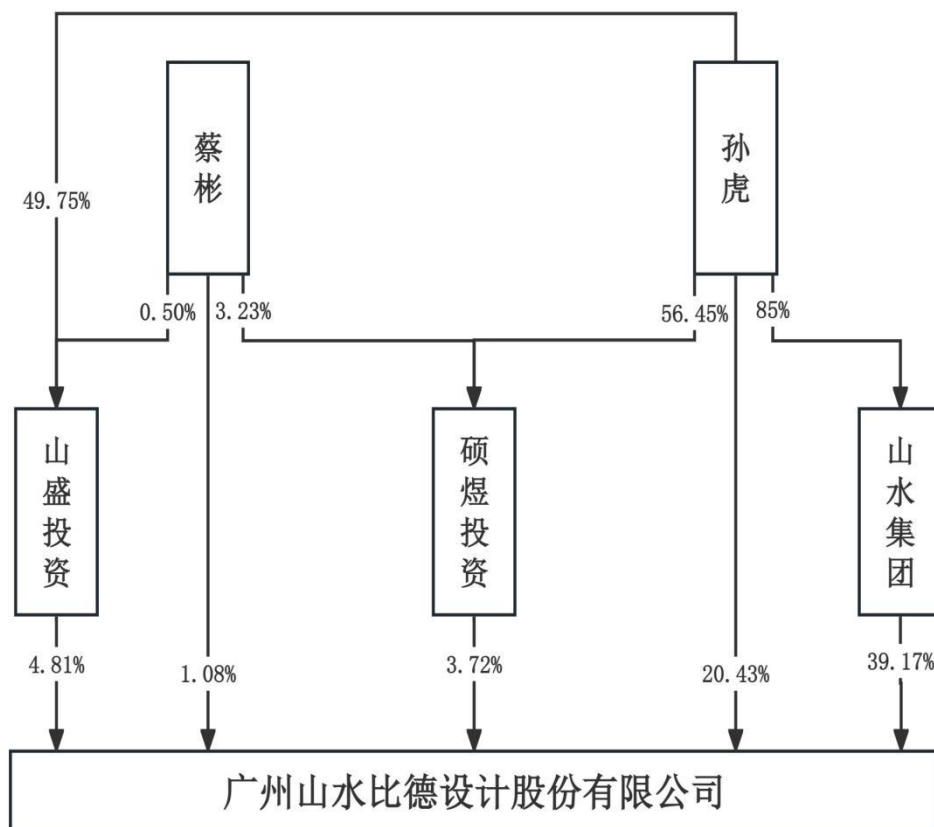 蔡彬
孙虎
49.75%
0.50%
3.23%
56.45%
85%
山盛投资
硕煜投资
山水集团
4.81%
1.08%
3.72%
20.43%
39.17%
广州山水比德设计股份有限公司